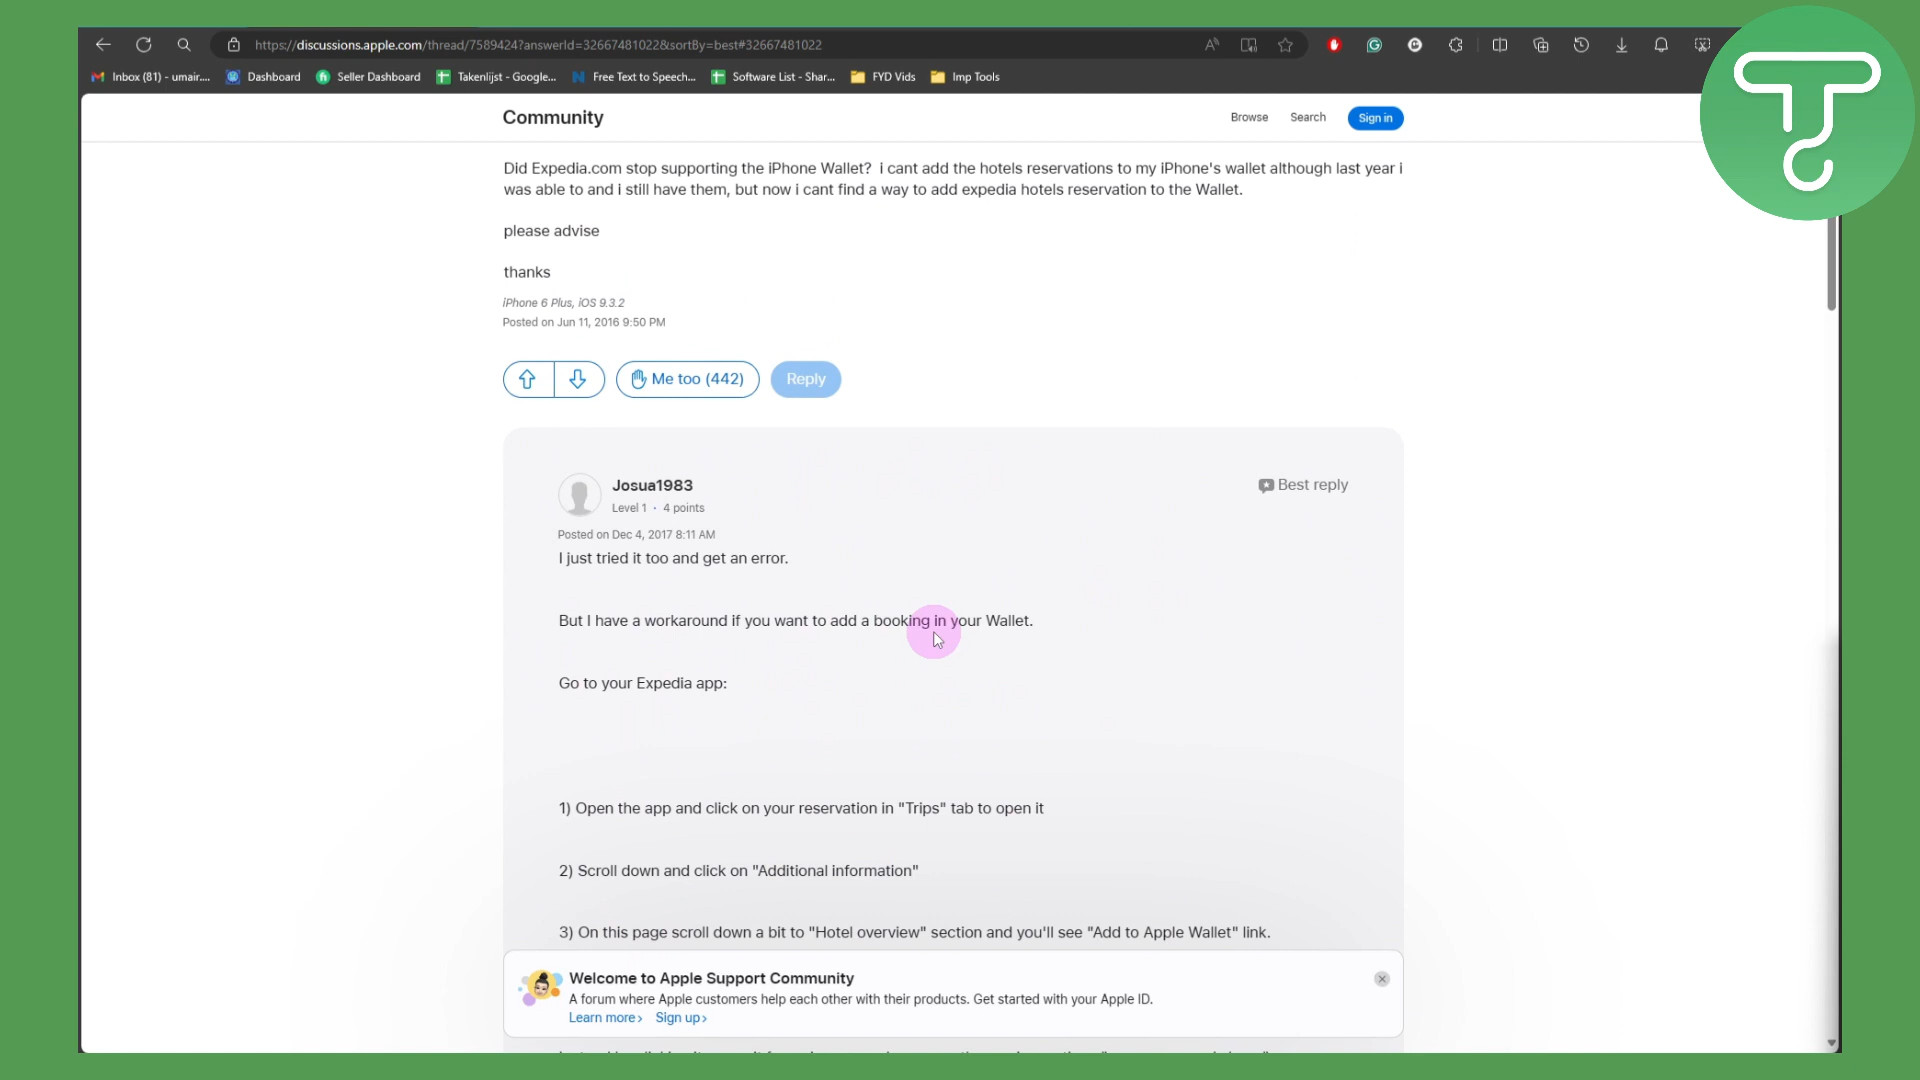 https://discussions.apple.com/thread/7589424?answerId=32667481022&sortBy=best#32667481022
Inbox (81) - umair.... Dashboard Seller Dashboard Takenlijst - Google... Free Text to Speech... Software List - Shar... FYD Vids Imp Tools
Community Browse Search Sign in
Did Expedia.com stop supporting the iPhone Wallet? i cant add the hotels reservations to my iPhone's wallet although last year i
was able to and i still have them, but now i cant find a way to add expedia hotels reservation to the Wallet.
please advise
thanks
iPhone 6 Plus, iOS 9.3.2
Posted on Jun 11, 2016 9:50 PM
Me too (442) Reply
Josua1983 Best reply
Level 1 · 4 points
Posted on Dec 4, 2017 8:11 AM
I just tried it too and get an error.
But I have a workaround if you want to add a booking in your Wallet.
Go to your Expedia app:
1) Open the app and click on your reservation in "Trips" tab to open it
2) Scroll down and click on "Additional information"
3) On this page scroll down a bit to "Hotel overview" section and you'll see "Add to Apple Wallet" link.
Welcome to Apple Support Community
A forum where Apple customers help each other with their products. Get started with your Apple ID.
Learn more› Sign up›